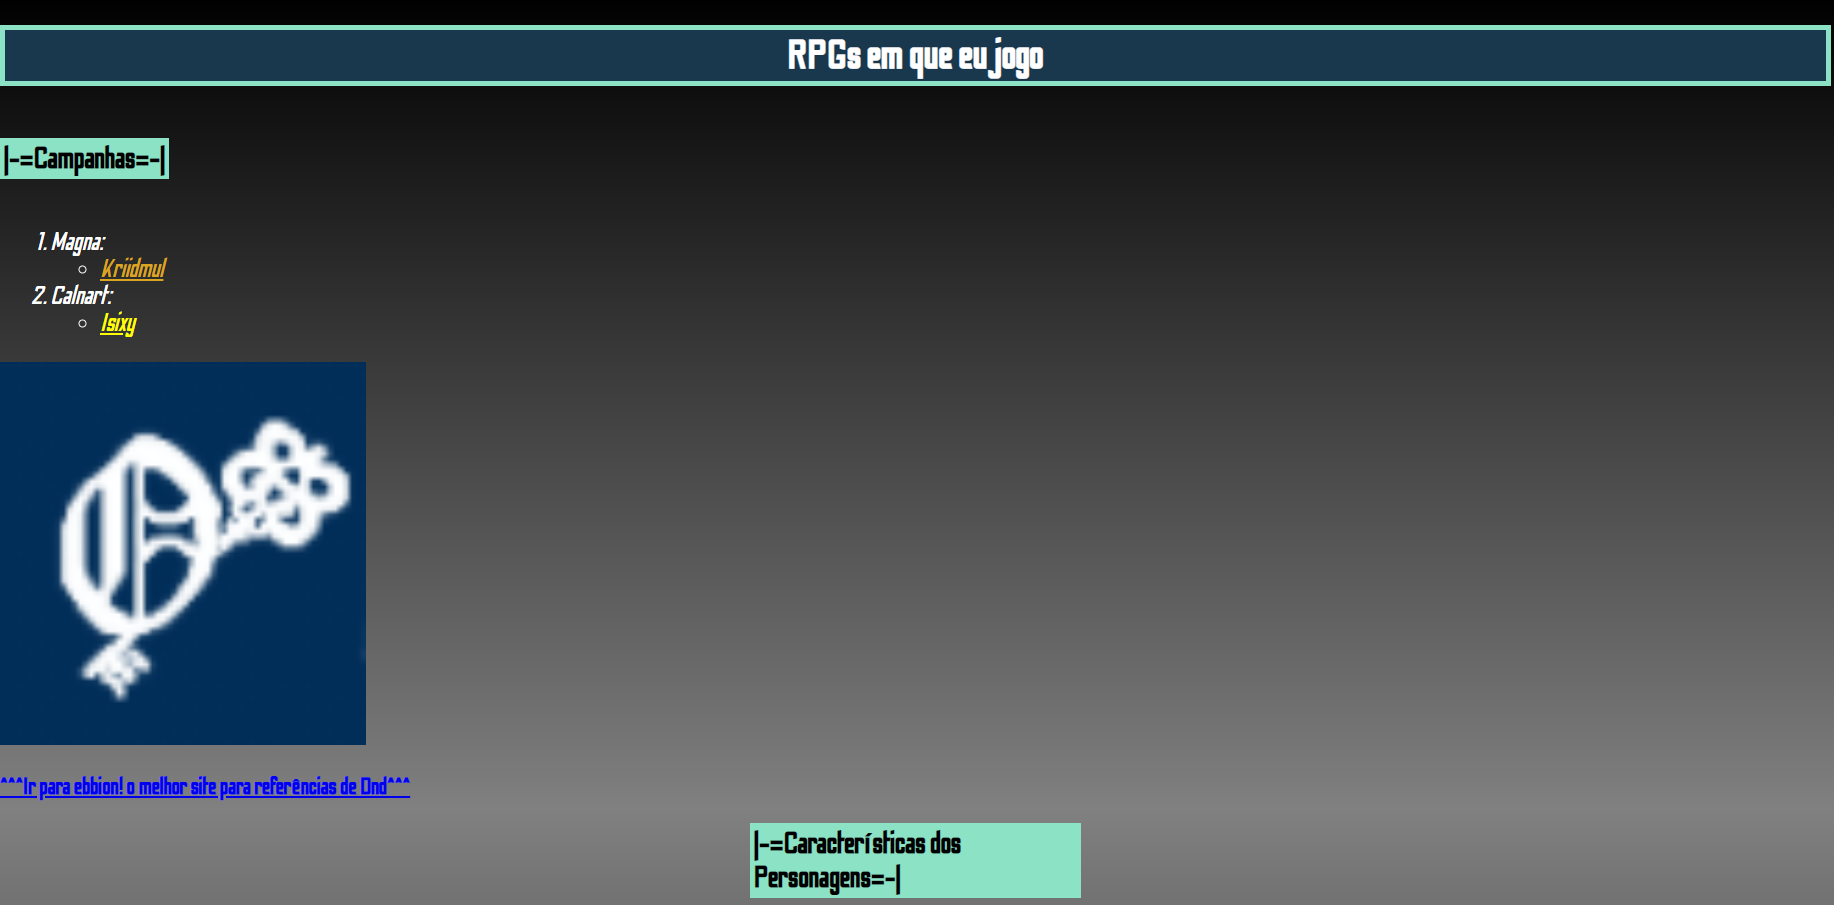 RPGs em que eu jogo
|-=Campanhas=-|
1. Magna:
Kriidmul
2. Calnart:
Isixy
^^^Ir para ebbion! o melhor site para referências de Dnd^^^
|-=Características dos
Personagens=-|